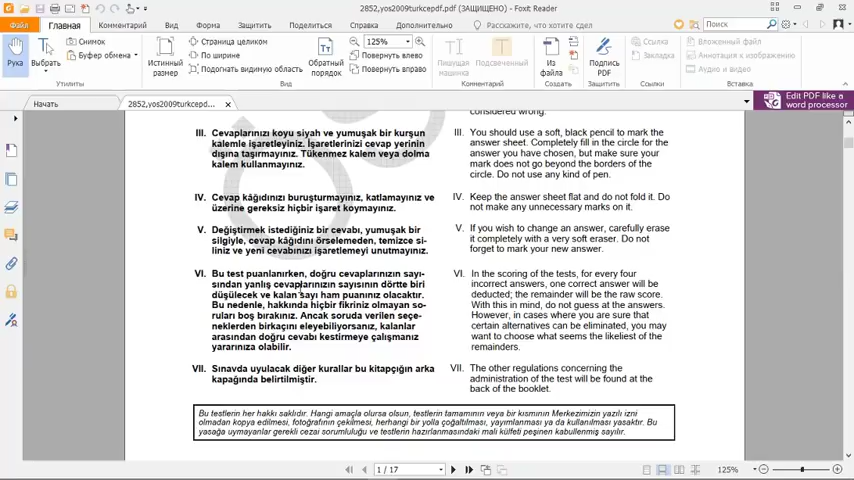 2852,yos2009turkcepdf.pdf (ЗАЩИЩЕНО) - Foxit Reader
Файл
Главная
Комментарий
Вид
Форма
Защитить
Поделиться
Справка
Дополнительно
Расскажите, что хотите сдел
Поиск
Рука
Выбрать
Снимок
Буфер обмена
Утилиты
Истинный размер
Страница целиком
По ширине
Подогнать видимую область
Вид
Обратный порядок
125%
Повернуть влево
Повернуть вправо
Пишущая машина
Подсвеченный
Комментарий
Из файла
Создать
Подпись PDF
Защитить
Ссылка
Закладка
Ссылки
Вложенный файл
Аннотация к изображению
Аудио и видео
Вставить
Начать
2852,yos2009turkcepd...
Edit PDF like a
word processor
considered wrong.
III. Cevaplarınızı koyu siyah ve yumuşak bir kurşun
kalemle işaretleyiniz. İşaretlerinizi cevap yerinin
dışına taşırmayınız. Tükenmez kalem veya dolma
kalem kullanmayınız.
III. You should use a soft, black pencil to mark the
answer sheet. Completely fill in the circle for the
answer you have chosen, but make sure your
mark does not go beyond the borders of the
circle. Do not use any kind of pen.
IV. Cevap kâğıdınızı buruşturmayınız, katlamayınız ve
üzerine gereksiz hiçbir işaret koymayınız.
IV. Keep the answer sheet flat and do not fold it. Do
not make any unnecessary marks on it.
V. Değiştirmek istediğiniz bir cevabı, yumuşak bir
silgiyle, cevap kâğıdını örselemeden, temizce si-
liniz ve yeni cevabınızı işaretlemeyi unutmayınız.
V. If you wish to change an answer, carefully erase
it completely with a very soft eraser. Do not
forget to mark your new answer.
VI. Bu test puanlanırken, doğru cevaplarınızın sayı-
sından yanlış cevaplarınızın sayısının dörtte biri
düşülecek ve kalan sayı ham puanınız olacaktır.
Bu nedenle, hakkında hiçbir fikriniz olmayan so-
ruları boş bırakınız. Ancak soruda verilen seçe-
neklerden birkaçını eleyebiliyorsanız, kalanlar
arasından doğru cevabı kestirmeye çalışmanız
yararınıza olabilir.
VI. In the scoring of the tests, for every four
incorrect answers, one correct answer will be
deducted; the remainder will be the raw score.
With this in mind, do not guess at the answers.
However, in cases where you are sure that
certain alternatives can be eliminated, you may
want to choose what seems the likeliest of the
remainders.
VII. Sınavda uyulacak diğer kurallar bu kitapçığın arka
kapağında belirtilmiştir.
VII. The other regulations concerning the
administration of the test will be found at the
back of the booklet.
Bu testlerin her hakkı saklıdır. Hangi amaçla olursa olsun, testlerin tamamının veya bir kısmının Merkezimizin yazılı izni
olmadan kopya edilmesi, fotoğrafının çekilmesi, herhangi bir yolla çoğaltılması, yayımlanması ya da kullanılması yasaktır. Bu
yasağa uymayanlar gerekli cezai sorumluluğu ve testlerin hazırlanmasındaki mali külfeti peşinen kabullenmiş sayılır.
1 / 17
125%